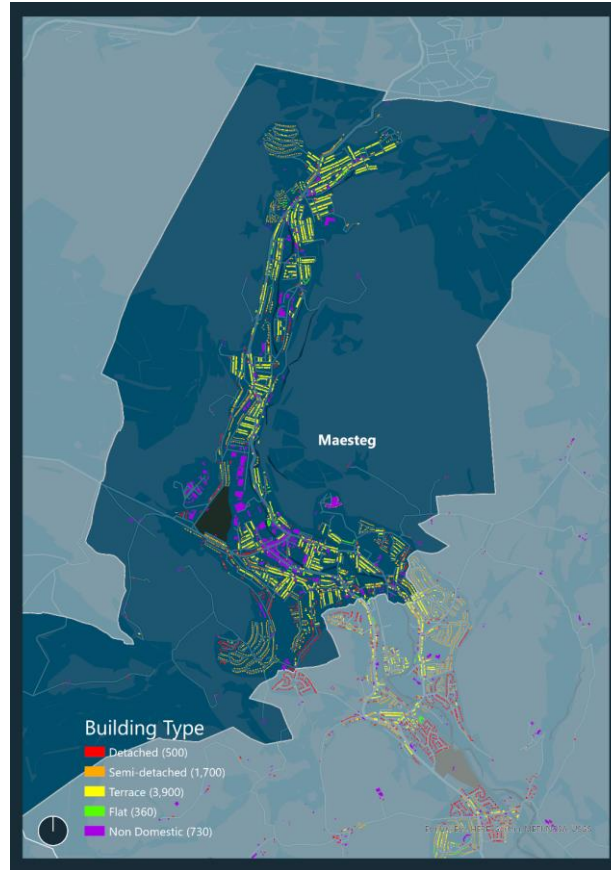 Maesteg
Building Type
Detached (500)
Semi-detached (1,700)
Terrace (3,900)
Flat (360)
Non Domestic (730)